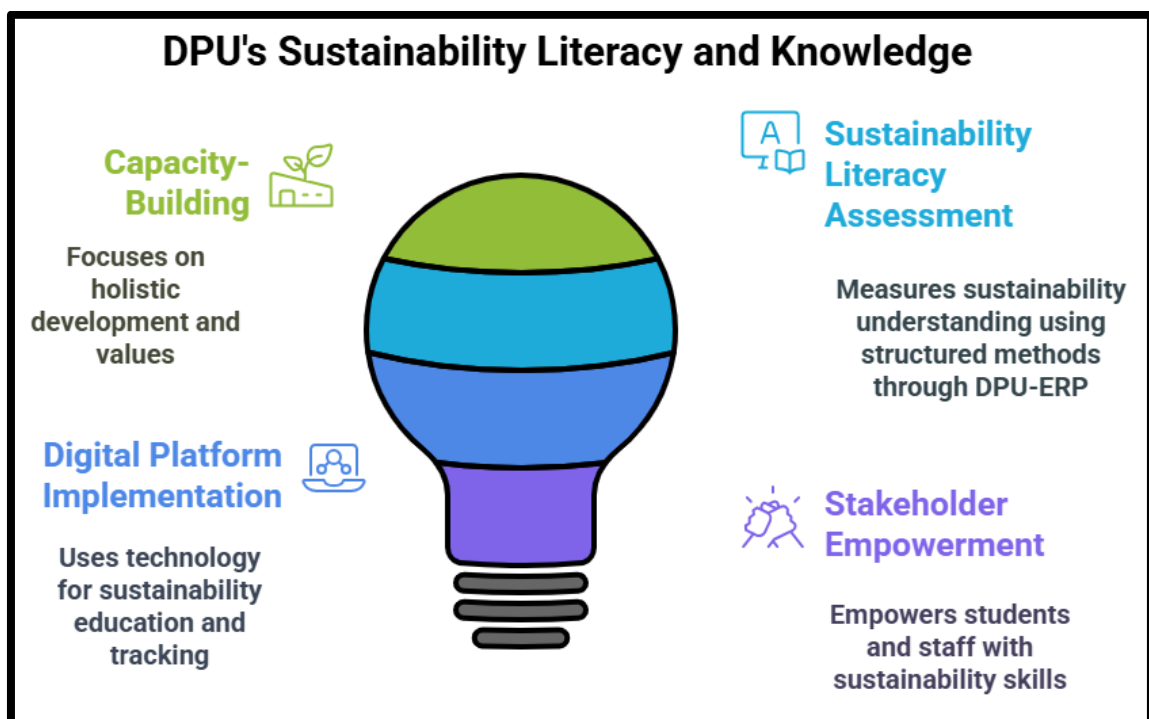 DPU's Sustainability Literacy and Knowledge
Capacity-
Building
Focuses on
holistic
development and
values
A
Sustainability
Literacy
Assessment
Measures sustainability
understanding using
structured methods
through DPU-ERP
Digital Platform
Implementation
Uses technology
for sustainability
education and
tracking
Stakeholder
Empowerment
Empowers students
and staff with
sustainability skills